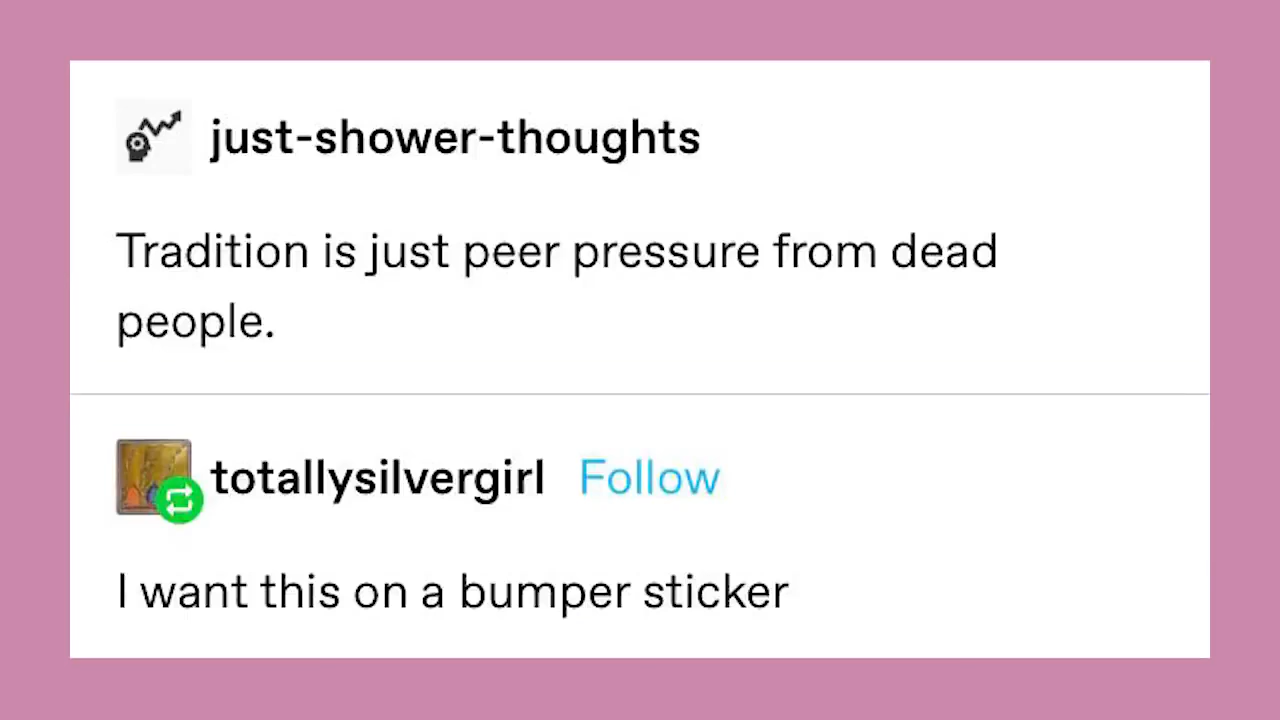 just-shower-thoughts
Tradition is just peer pressure from dead
people.
totallysilvergirl Follow
I want this on a bumper sticker